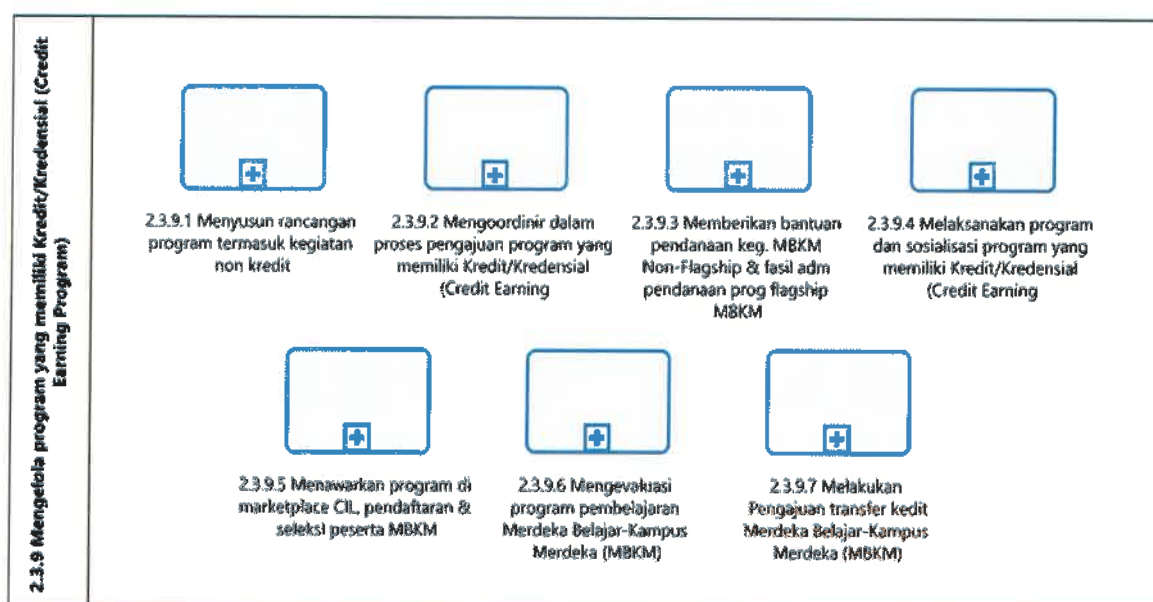 2.3.9 Mengelola program yang memiliki Kredit/Kredensial (Credit
Earning Program)
2.3.9.1 Menyusun rancangan
program termasuk kegiatan
non kredit
2.3.9.2 Mengoordinir dalam
proses pengajuan program yang
memiliki Kredit/Kredensial
(Credit Earning
2.3.9.3 Memberikan bantuan
pendanaan keg. MBKM
Non-Flagship & fasil adm
pendanaan prog flagship
MBKM
2.3.9.4 Melaksanakan program
dan sosialisasi program yang
memiliki Kredit/Kredensial
(Credit Earning
2.3.9.5 Menawarkan program di
marketplace CIL, pendaftaran &
seleksi peserta MBKM
2.3.9.6 Mengevaluasi
program pembelajaran
Merdeka Belajar-Kampus
Merdeka (MBKM)
2.3.9.7 Melakukan
Pengajuan transfer kedit
Merdeka Belajar-Kampus
Merdeka (MBKM)